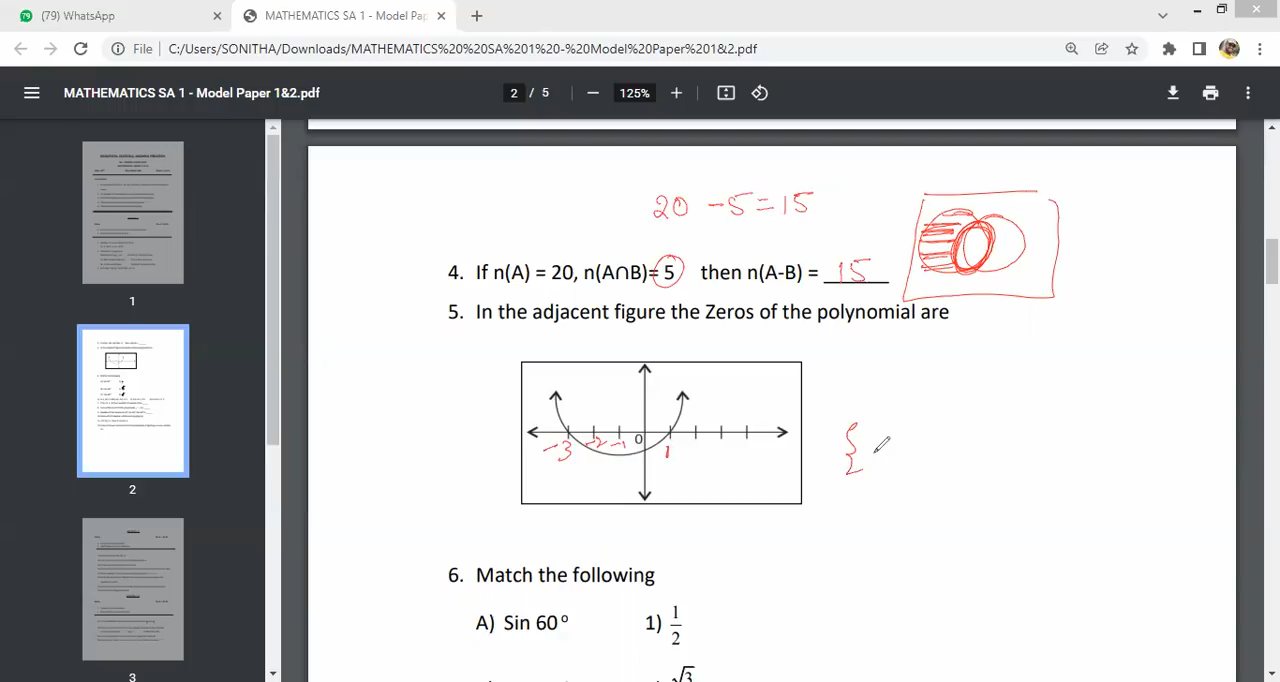 (79) WhatsApp
MATHEMATICS SA 1 - Model Pap
File
C:/Users/SONITHA/Downloads/MATHEMATICS%20%20SA%201%20-%20Model%20Paper%201&2.pdf
MATHEMATICS SA 1 - Model Paper 1&2.pdf
2 / 5
125%
1
2
3
20 -5=15
4. If n(A) = 20, n(A∩B)= 5 then n(A-B) = 15
5. In the adjacent figure the Zeros of the polynomial are
-3 -2 -1 0 1
{
6. Match the following
A) Sin 60° 1) 1/2
√3